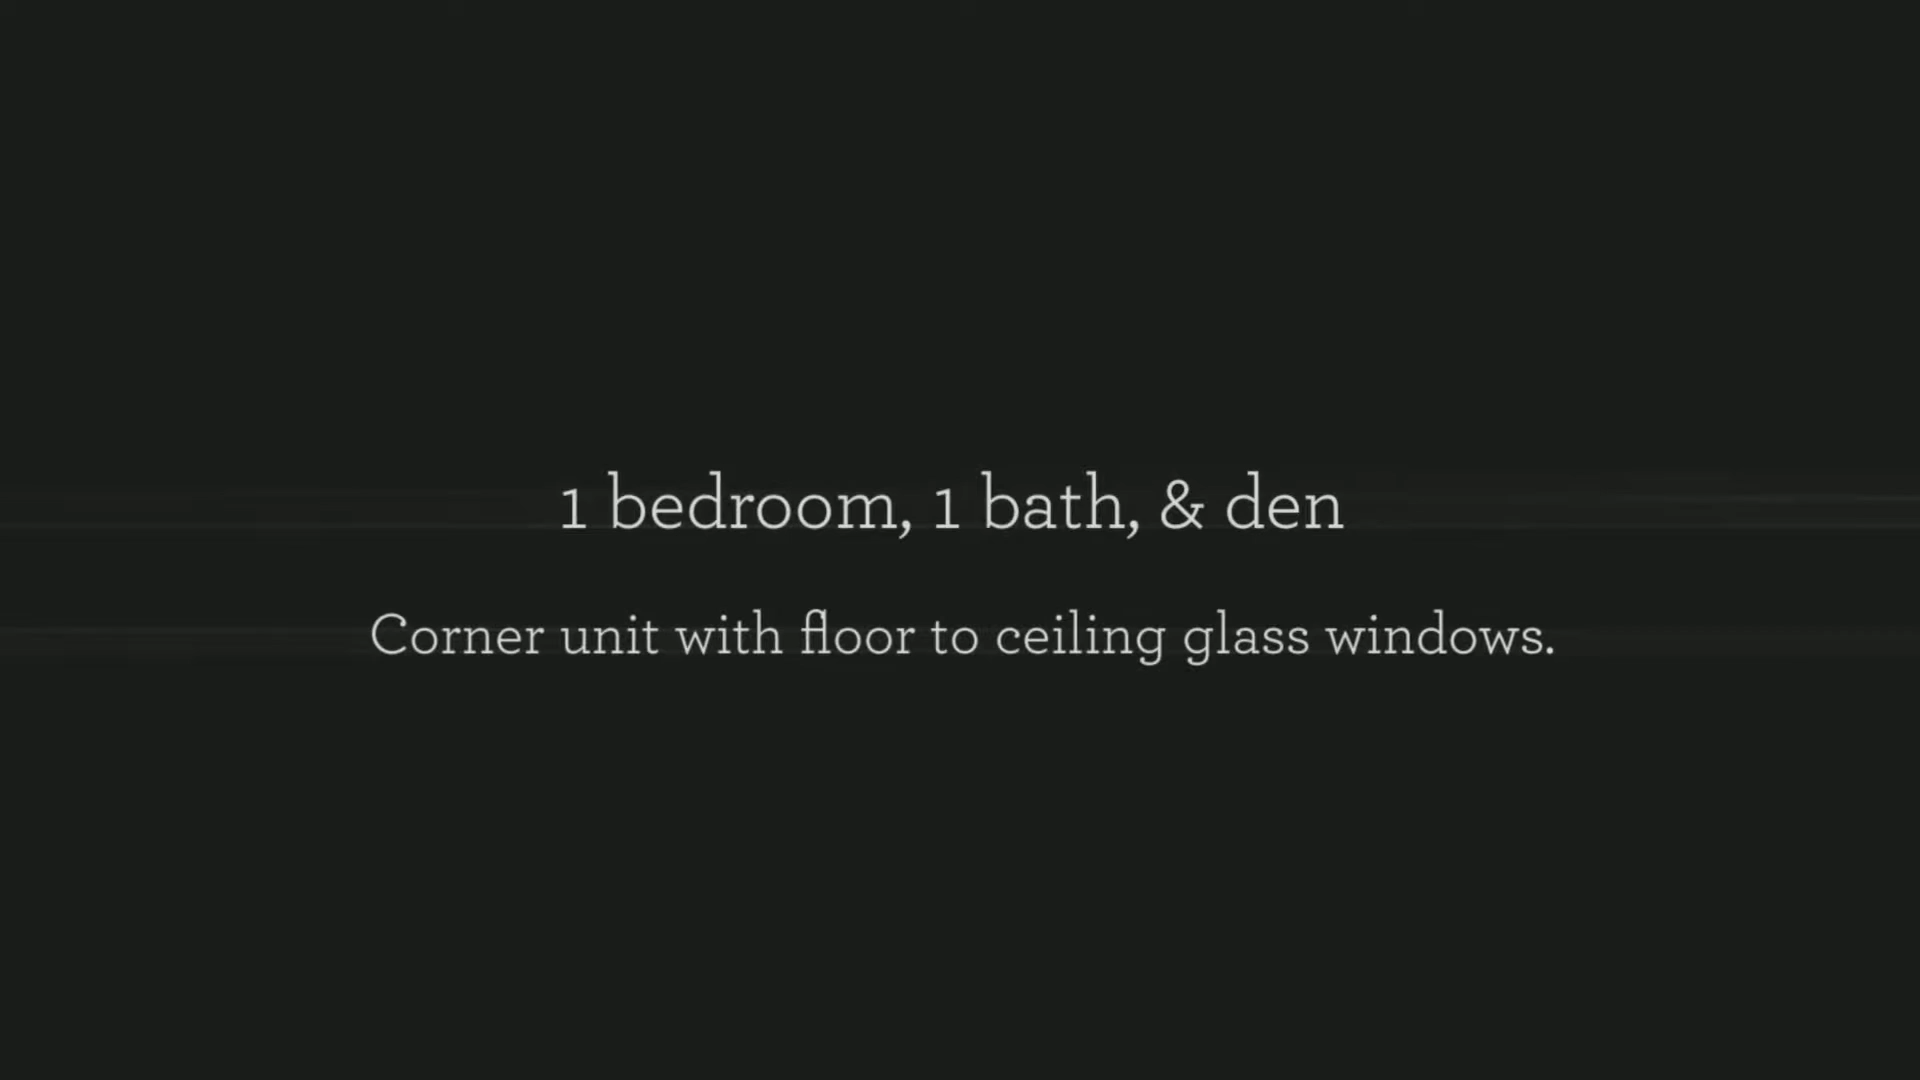 1 bedroom, 1 bath, & den
Corner unit with floor to ceiling glass windows.